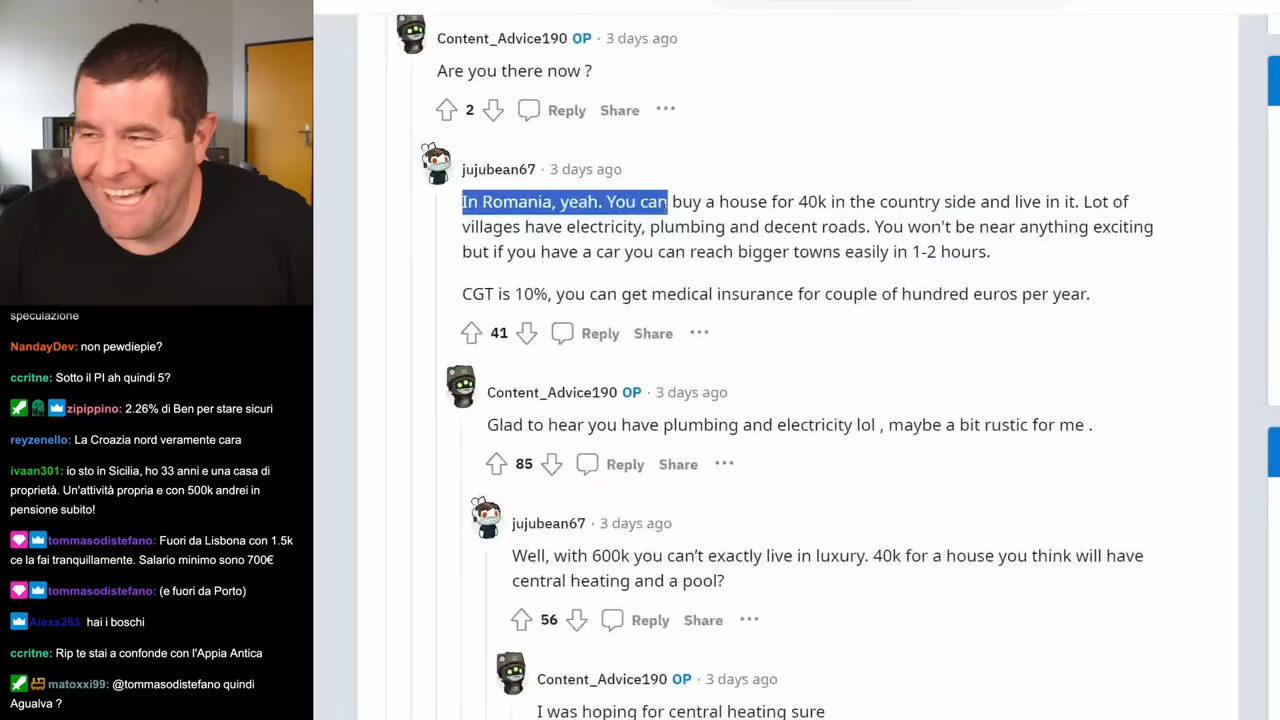 Content_Advice190 OP · 3 days ago
Are you there now ?
2 Reply Share ···
jujubean67 · 3 days ago
In Romania, yeah. You can buy a house for 40k in the country side and live in it. Lot of
villages have electricity, plumbing and decent roads. You won't be near anything exciting
but if you have a car you can reach bigger towns easily in 1-2 hours.
CGT is 10%, you can get medical insurance for couple of hundred euros per year.
41 Reply Share ···
Content_Advice190 OP · 3 days ago
Glad to hear you have plumbing and electricity lol , maybe a bit rustic for me .
85 Reply Share ···
jujubean67 · 3 days ago
Well, with 600k you can’t exactly live in luxury. 40k for a house you think will have
central heating and a pool?
56 Reply Share ···
Content_Advice190 OP · 3 days ago
I was hoping for central heating sure
speculazione
NandayDev: non pewdiepie?
ccritne: Sotto il PI ah quindi 5?
zipippino: 2.26% di Ben per stare sicuri
reyzenello: La Croazia nord veramente cara
ivaan301: io sto in Sicilia, ho 33 anni e una casa di
proprietà. Un'attività propria e con 500k andrei in
pensione subito!
tommasodistefano: Fuori da Lisbona con 1.5k
ce la fai tranquillamente. Salario minimo sono 700€
tommasodistefano: (e fuori da Porto)
Alexs283: hai i boschi
ccritne: Rip te stai a confonde con l'Appia Antica
matoxxi99: @tommasodistefano quindi
Agualva ?